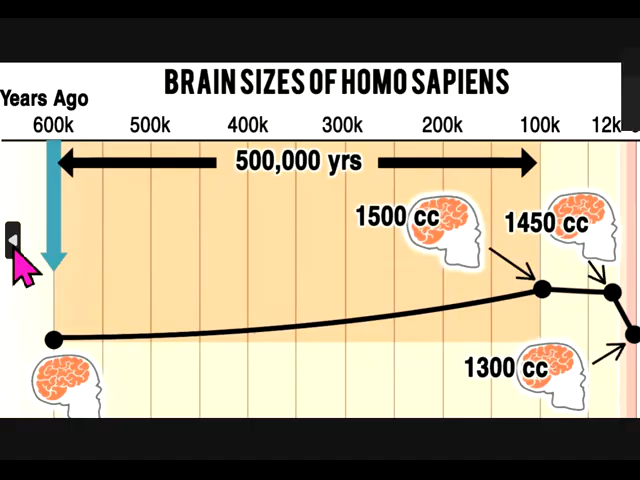 BRAIN SIZES OF HOMO SAPIENS
Years Ago
600k 500k 400k 300k 200k 100k 12k
500,000 yrs
1500 cc
1450 cc
1300 cc